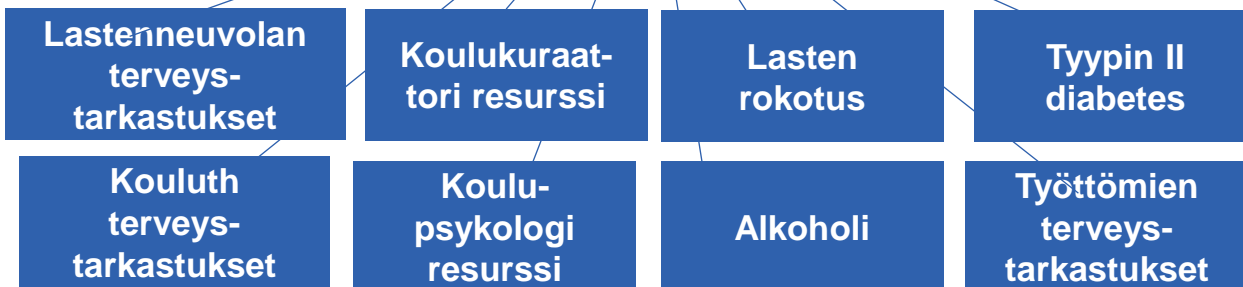 Lastenneuvolan
terveys-
tarkastukset
Koulukuraat-
tori resurssi
Lasten
rokotus
Tyypin II
diabetes
Kouluth
terveys-
tarkastukset
Koulu-
psykologi
resurssi
Alkoholi
Työttömien
terveys-
tarkastukset